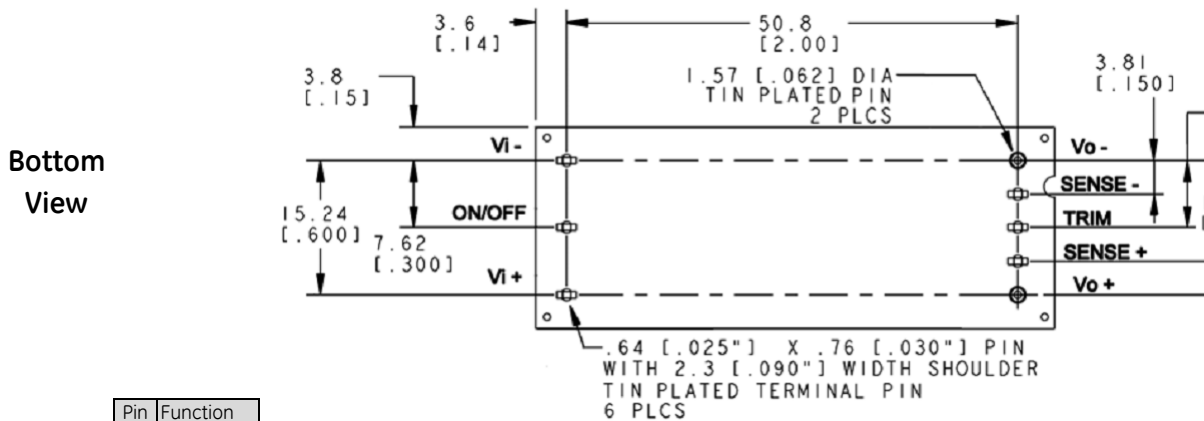 3.6
[.14]
50.8
[2.00]
3.81
[.150]
3.8
[.15]
1.57 [.062] DIA
TIN PLATED PIN
2 PLCS
Bottom
View
Vi -
Vo -
SENSE -
15.24
[.600]
ON/OFF
TRIM
7.62
[.300]
SENSE +
Vi +
Vo +
.64 [.025"] X .76 [.030"] PIN
WITH 2.3 [.090"] WIDTH SHOULDER
TIN PLATED TERMINAL PIN
6 PLCS
Pin Function